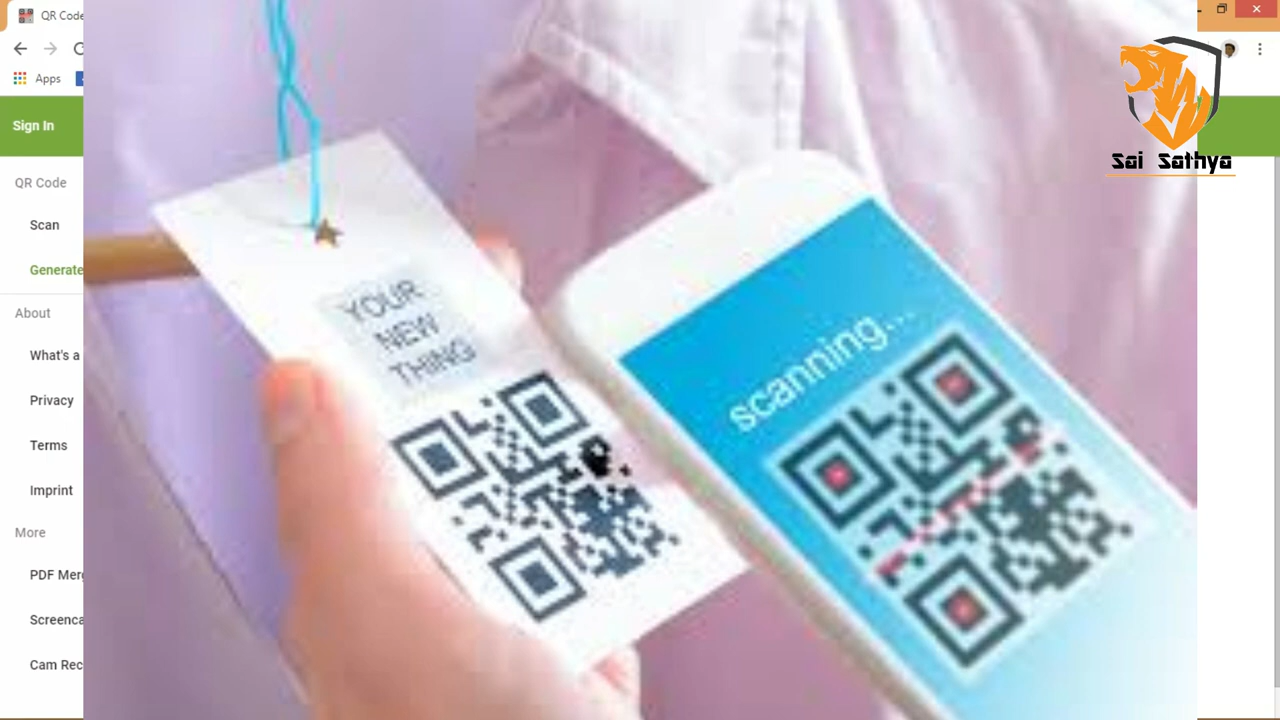 QR Code
Apps
Sign In
QR Code
Scan
Generate
About
What's a
Privacy
Terms
Imprint
More
PDF Mer
Screenca
Cam Rec
YOUR
NEW
THING
scanning...
Sai Sathya